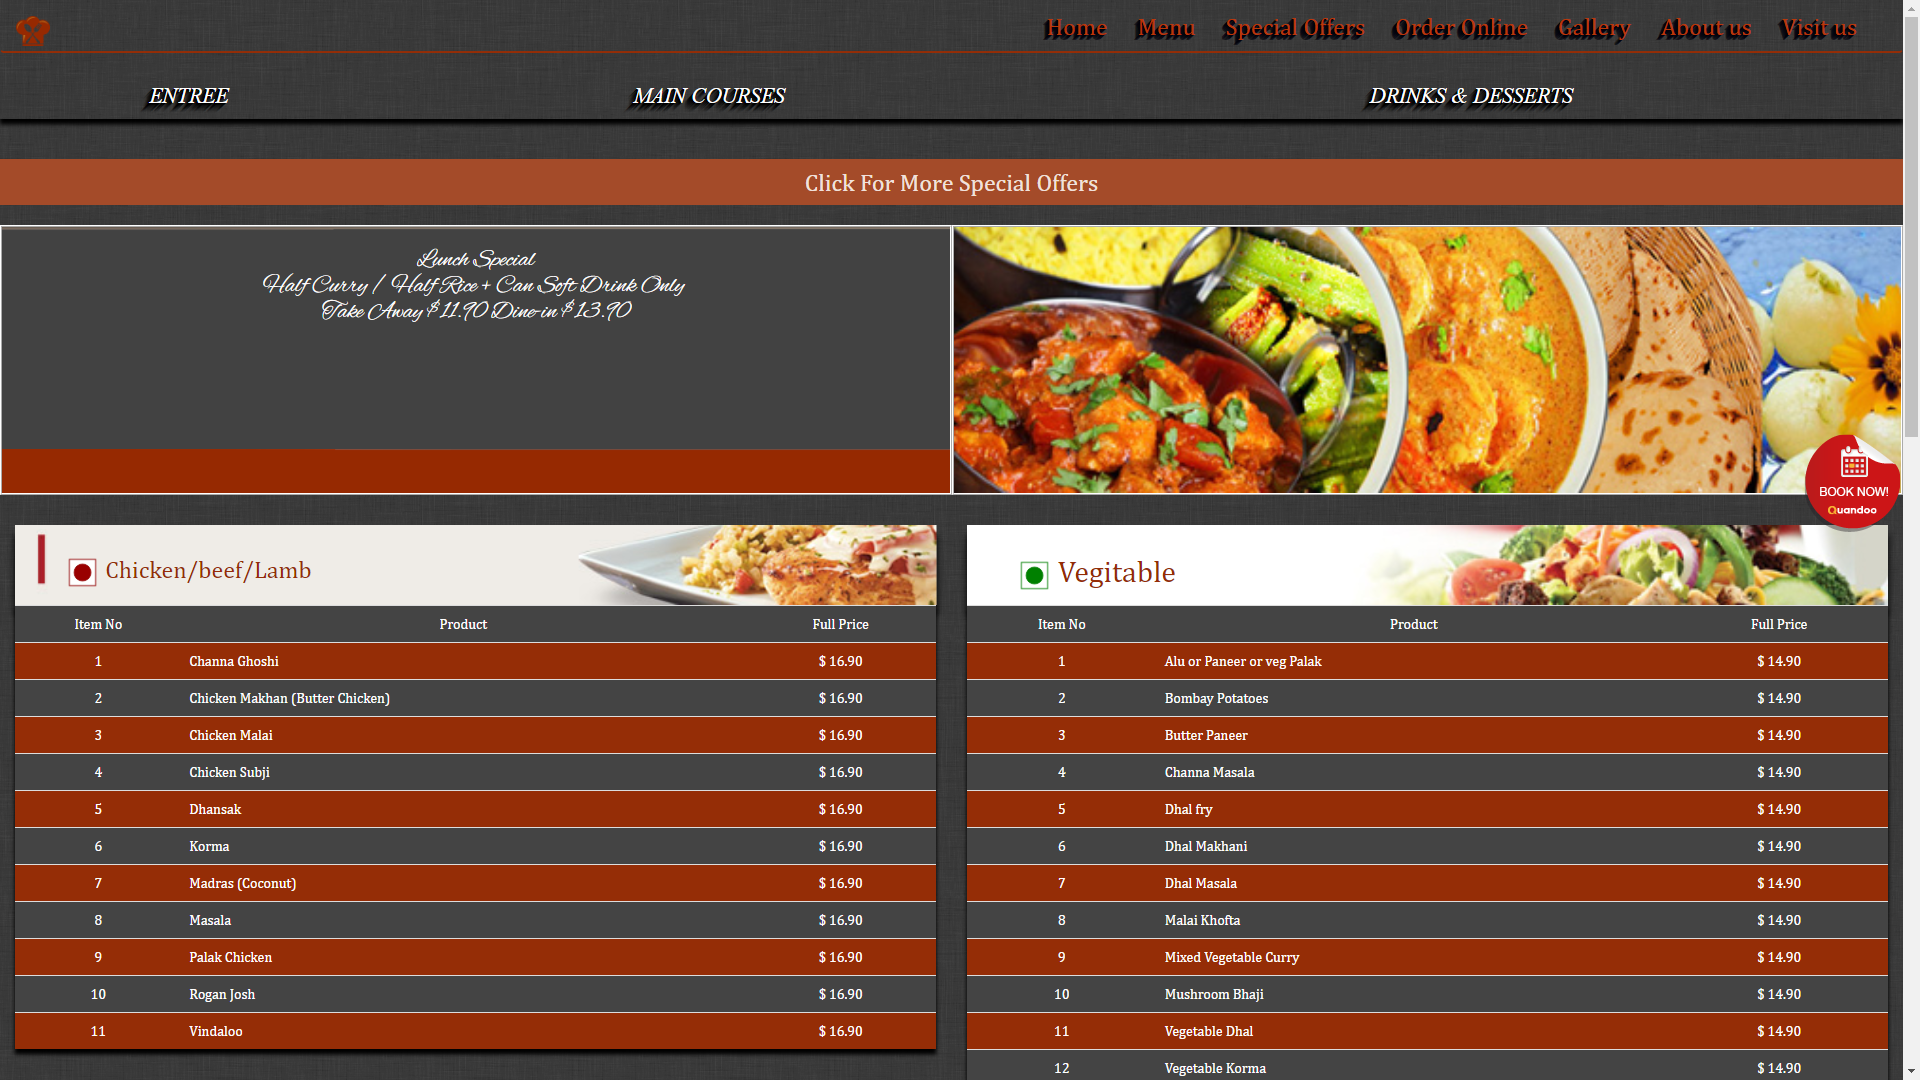 Home Menu Special Offers Order Online Gallery About us Visit us
ENTREE MAIN COURSES DRINKS & DESSERTS
Click For More Special Offers
Lunch Special
Half Curry / Half Rice + Can Soft Drink Only
Take Away $ 11.90 Dine-in $ 13.90
BOOK NOW!
Quandoo
Chicken/beef/Lamb
Item No Product Full Price
1 Channa Ghoshi $ 16.90
2 Chicken Makhan (Butter Chicken) $ 16.90
3 Chicken Malai $ 16.90
4 Chicken Subji $ 16.90
5 Dhansak $ 16.90
6 Korma $ 16.90
7 Madras (Coconut) $ 16.90
8 Masala $ 16.90
9 Palak Chicken $ 16.90
10 Rogan Josh $ 16.90
11 Vindaloo $ 16.90
Vegitable
Item No Product Full Price
1 Alu or Paneer or veg Palak $ 14.90
2 Bombay Potatoes $ 14.90
3 Butter Paneer $ 14.90
4 Channa Masala $ 14.90
5 Dhal fry $ 14.90
6 Dhal Makhani $ 14.90
7 Dhal Masala $ 14.90
8 Malai Khofta $ 14.90
9 Mixed Vegetable Curry $ 14.90
10 Mushroom Bhaji $ 14.90
11 Vegetable Dhal $ 14.90
12 Vegetable Korma $ 14.90